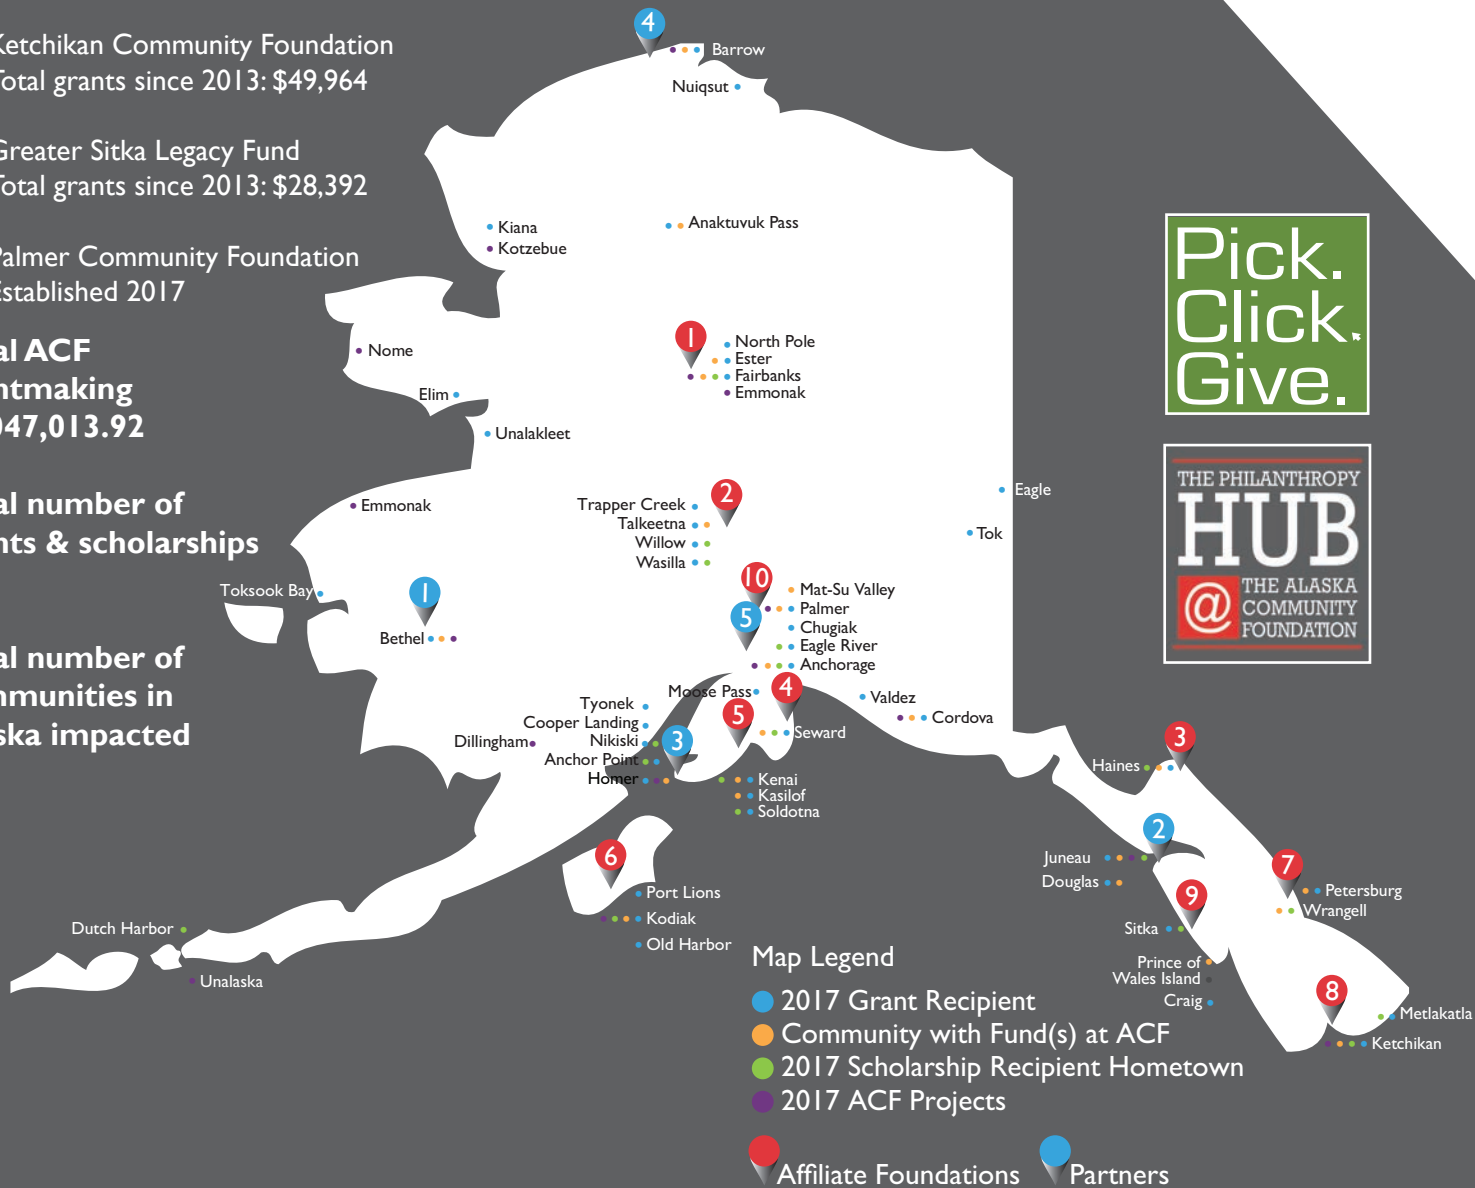 Ketchikan Community Foundation
Total grants since 2013: $49,964
Greater Sitka Legacy Fund
Total grants since 2013: $28,392
Palmer Community Foundation
Established 2017
al ACF
ntmaking
047,013.92
al number of
nts & scholarships
al number of
mmunities in
ska impacted
4
Barrow
Nuiqsut
Kiana
Kotzebue
Anaktuvuk Pass
Nome
Elim
Unalakleet
1
North Pole
Ester
Fairbanks
Emmonak
Emmonak
Toksook Bay
1
Bethel
2
Trapper Creek
Talkeetna
Willow
Wasilla
Eagle
Tok
10
5
Mat-Su Valley
Palmer
Chugiak
Eagle River
Anchorage
Moose Pass
4
5
3
Seward
Valdez
Cordova
Tyonek
Cooper Landing
Nikiski
Anchor Point
Homer
Dillingham
Kenai
Kasilof
Soldotna
6
Port Lions
Kodiak
Old Harbor
Dutch Harbor
Unalaska
3
Haines
2
Juneau
Douglas
9
Sitka
7
Petersburg
Wrangell
Prince of
Wales Island
Craig
8
Metlakatla
Ketchikan
Pick.
Click.
Give.
THE PHILANTHROPY
HUB
@ THE ALASKA
COMMUNITY
FOUNDATION
Map Legend
2017 Grant Recipient
Community with Fund(s) at ACF
2017 Scholarship Recipient Hometown
2017 ACF Projects
Affiliate Foundations
Partners